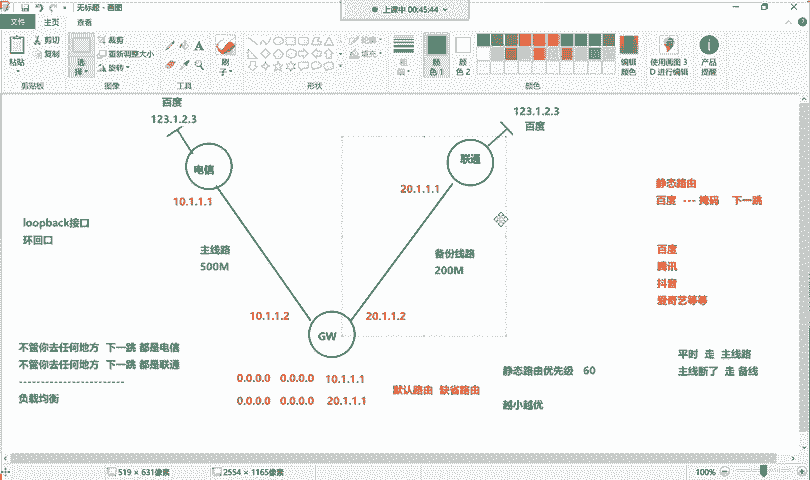 上课中 00:45:44
无标题 - 画图
文件 主页 查看
粘贴
剪切
复制
剪贴板
选择
裁剪
重新调整大小
旋转
图像
A
工具
刷子
形状
轮廓
填充
粗细
颜色 1
颜色 2
颜色
编辑颜色
使用画图 3D 进行编辑
产品提醒
百度
123.1.2.3
电信
10.1.1.1
123.1.2.3
百度
联通
20.1.1.1
loopback接口
环回口
主线路
500M
备份线路
200M
静态路由
百度 --- 掩码 下一跳
百度
腾讯
抖音
爱奇艺等等
10.1.1.2
20.1.1.2
GW
不管你去任何地方 下一跳 都是电信
不管你去任何地方 下一跳 都是联通
-----------------------
负载均衡
0.0.0.0 0.0.0.0 10.1.1.1
0.0.0.0 0.0.0.0 20.1.1.1
默认路由 缺省路由
静态路由优先级 60
越小越优
平时 走 主线路
主线断了 走 备线
519 × 631像素
2554 × 1165像素
100%